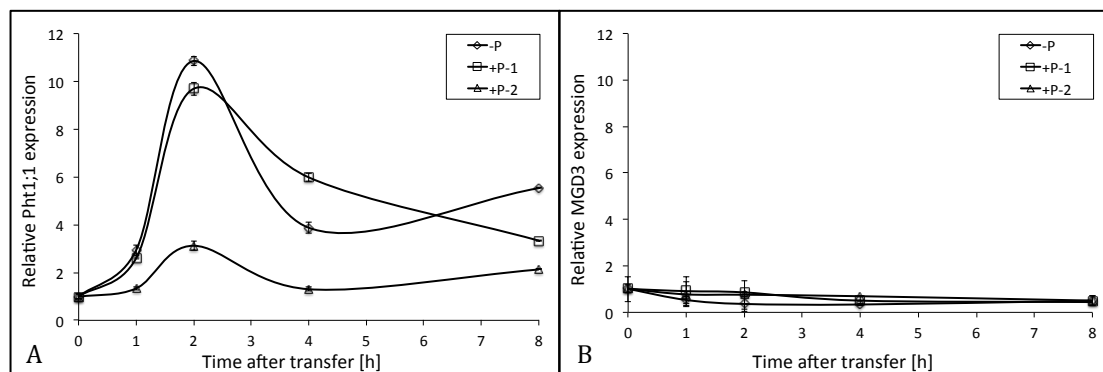 12
10
8
6
4
2
0
Relative Pht1;1 expression
-P
+P-1
+P-2
0 1 2 3 4 5 6 7 8
Time after transfer [h]
A
12
10
8
6
4
2
0
Relative MGD3 expression
-P
+P-1
+P-2
0 1 2 3 4 5 6 7 8
Time after transfer [h]
B